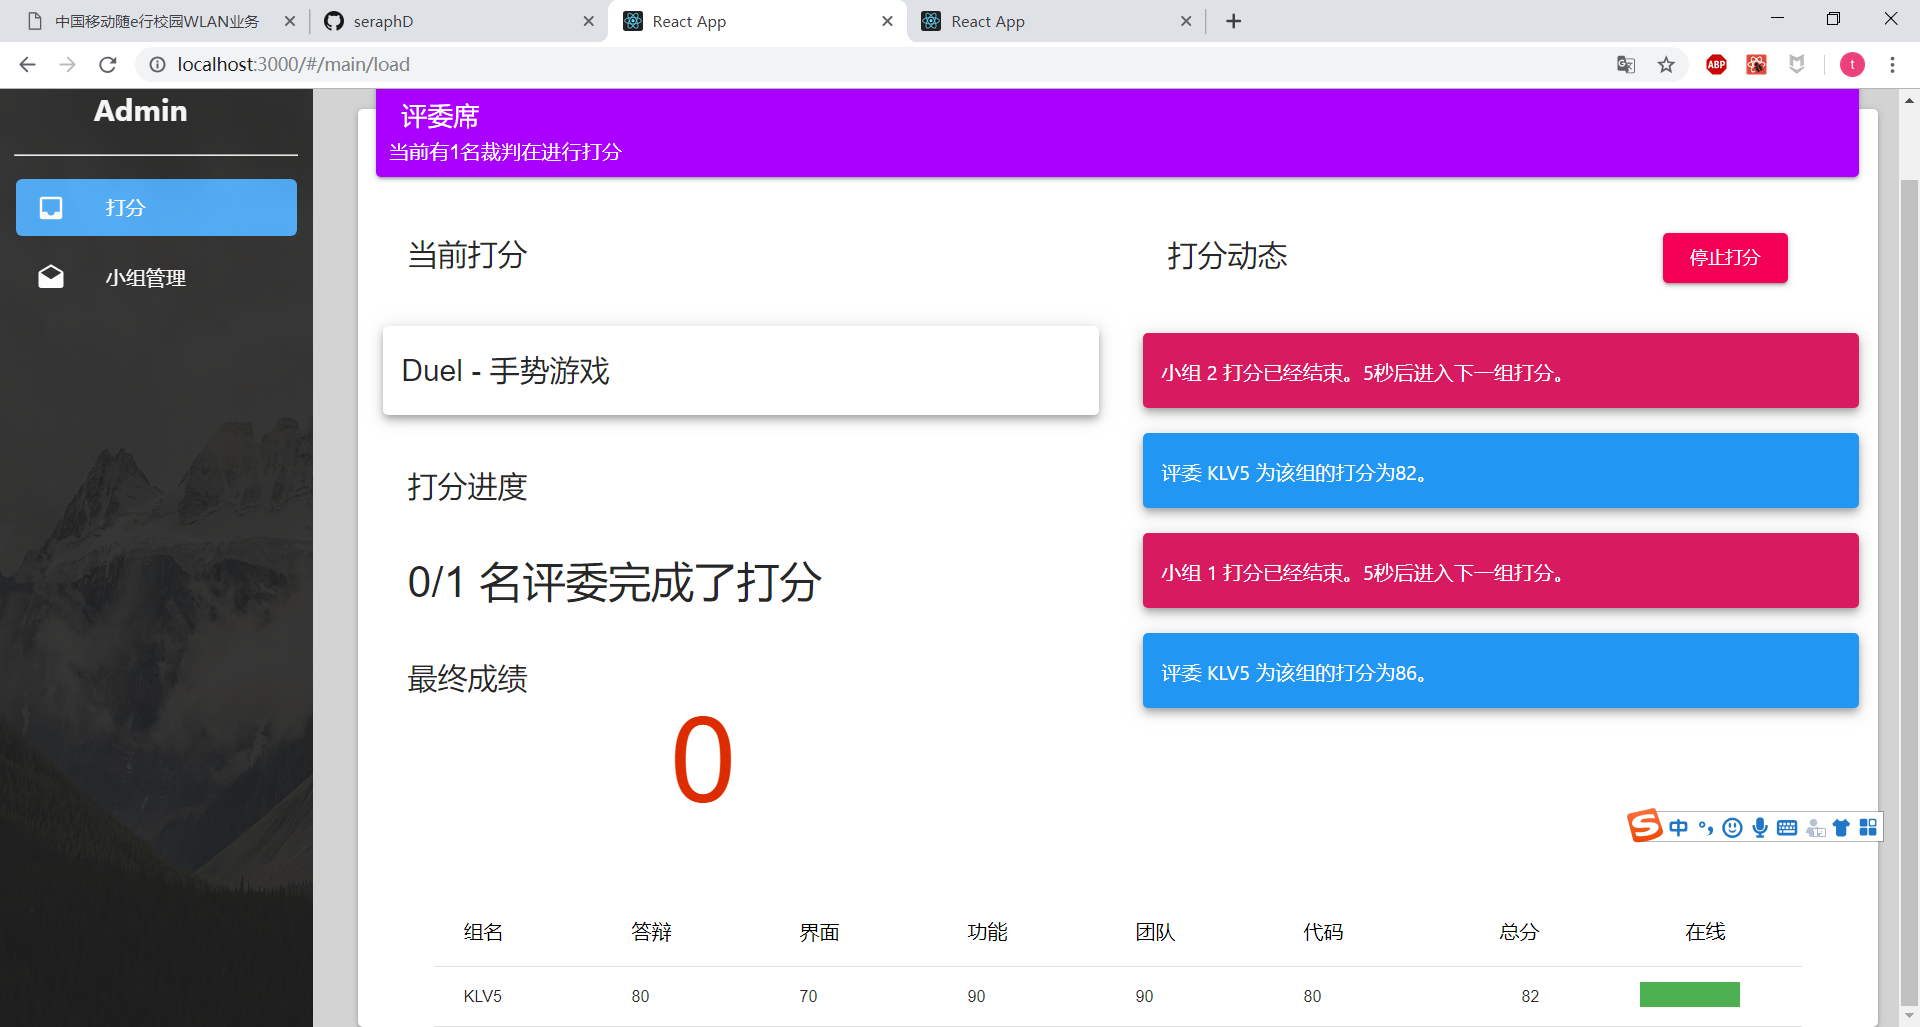 中国移动随e行校园WLAN业务
seraphD
React App
React App
localhost:3000/#/main/load
ABP
t
Admin
打分
小组管理
评委席
当前有1名裁判在进行打分
当前打分
Duel - 手势游戏
打分进度
0/1 名评委完成了打分
最终成绩
0
打分动态
停止打分
小组 2 打分已经结束。5秒后进入下一组打分。
评委 KLV5 为该组的打分为82。
小组 1 打分已经结束。5秒后进入下一组打分。
评委 KLV5 为该组的打分为86。
S 中
组名 答辩 界面 功能 团队 代码 总分 在线
KLV5 80 70 90 90 80 82